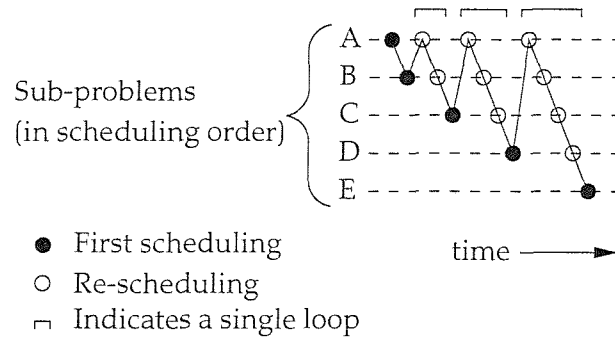 A
B
Sub-problems
C
(in scheduling order)
D
E
First scheduling
time
Re-scheduling
Indicates a single loop